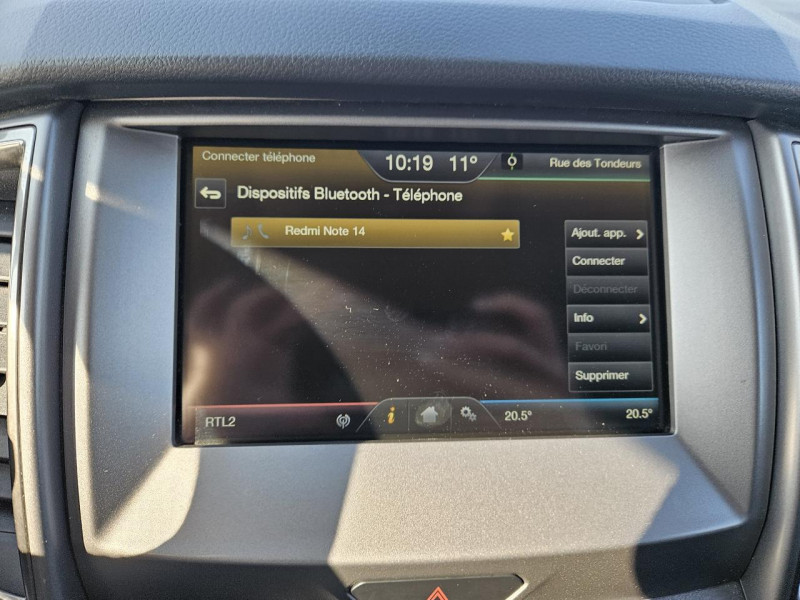 Connecter téléphone
10:19 11°
Rue des Tondeurs
Dispositifs Bluetooth - Téléphone
Redmi Note 14
Ajout. app.
Connecter
Déconnecter
Info
Favori
Supprimer
RTL2
i
20.5°
20.5°